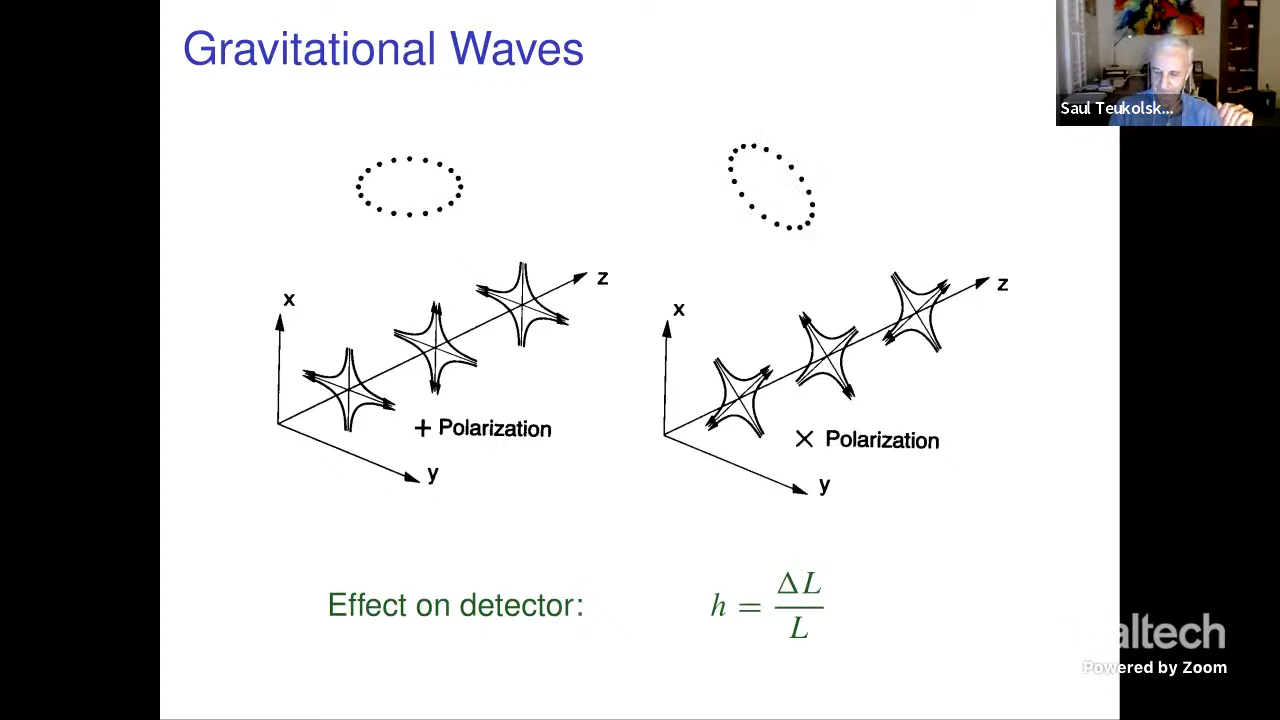 Gravitational Waves
Saul Teukolsk...
z
x
+ Polarization
y
z
x
× Polarization
y
Effect on detector:
h = ΔL / L
altech
Powered by Zoom